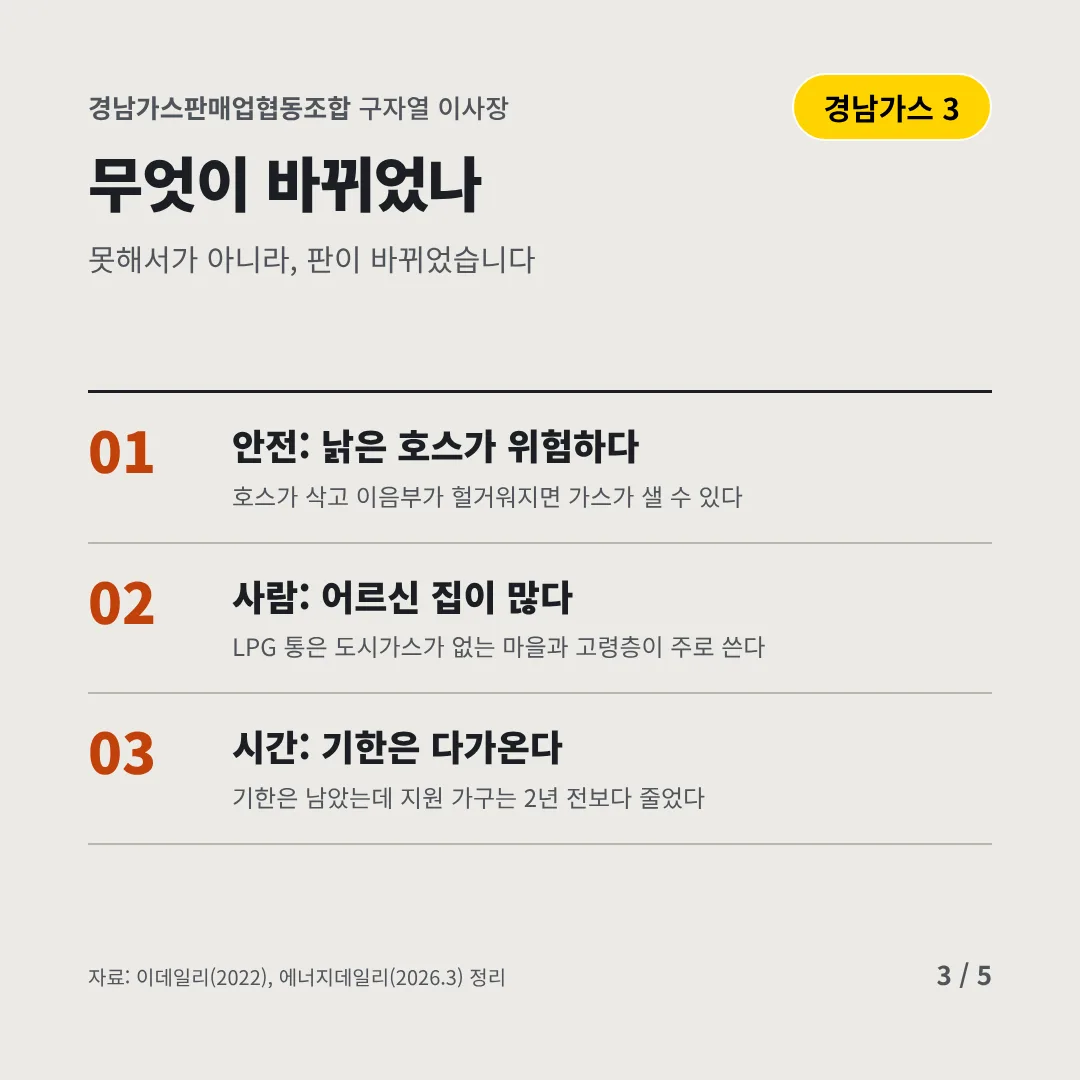 경남가스판매업협동조합 구자열 이사장
경남가스 3
무엇이 바뀌었나
못해서가 아니라, 판이 바뀌었습니다
01
안전: 낡은 호스가 위험하다
호스가 삭고 이음부가 헐거워지면 가스가 샐 수 있다
02
사람: 어르신 집이 많다
LPG 통은 도시가스가 없는 마을과 고령층이 주로 쓴다
03
시간: 기한은 다가온다
기한은 남았는데 지원 가구는 2년 전보다 줄었다
자료: 이데일리(2022), 에너지데일리(2026.3) 정리
3 / 5